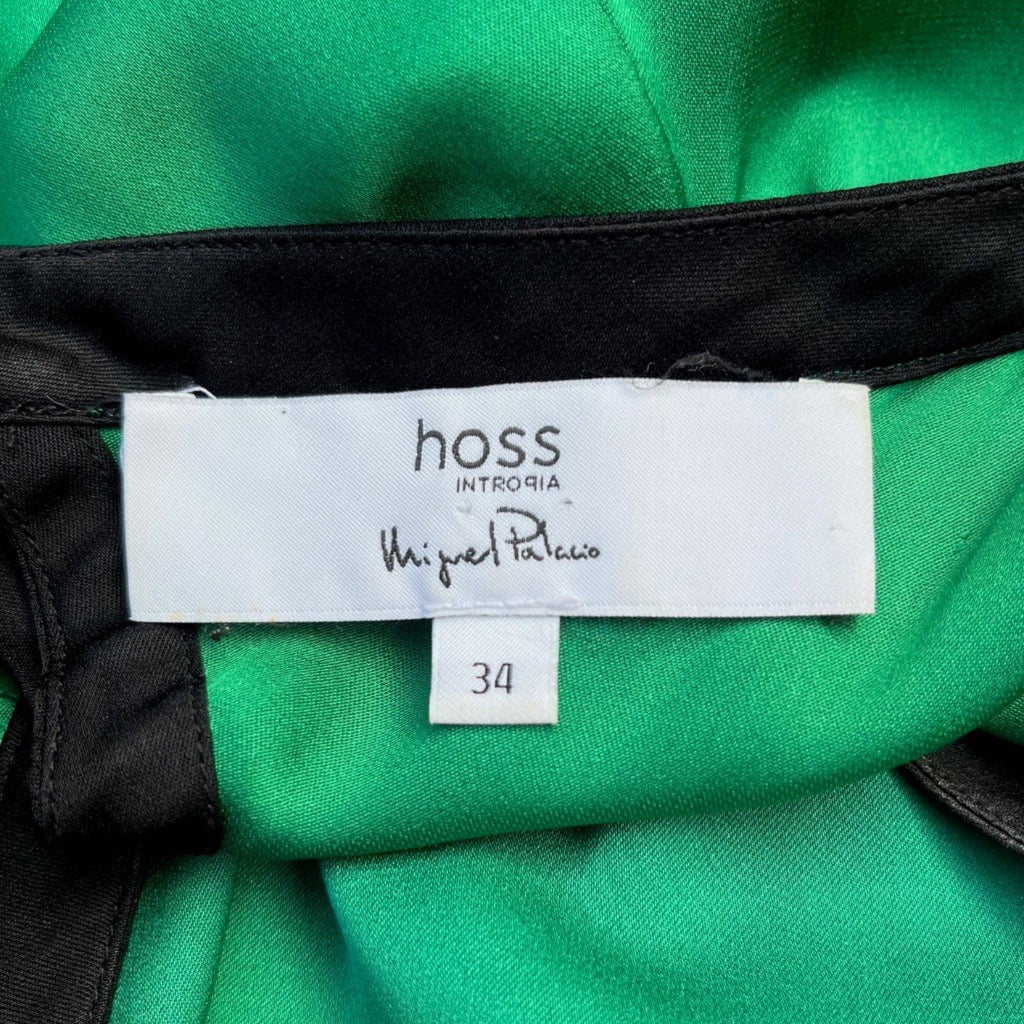 hoss
INTROPIA
Miguel Palacio
34